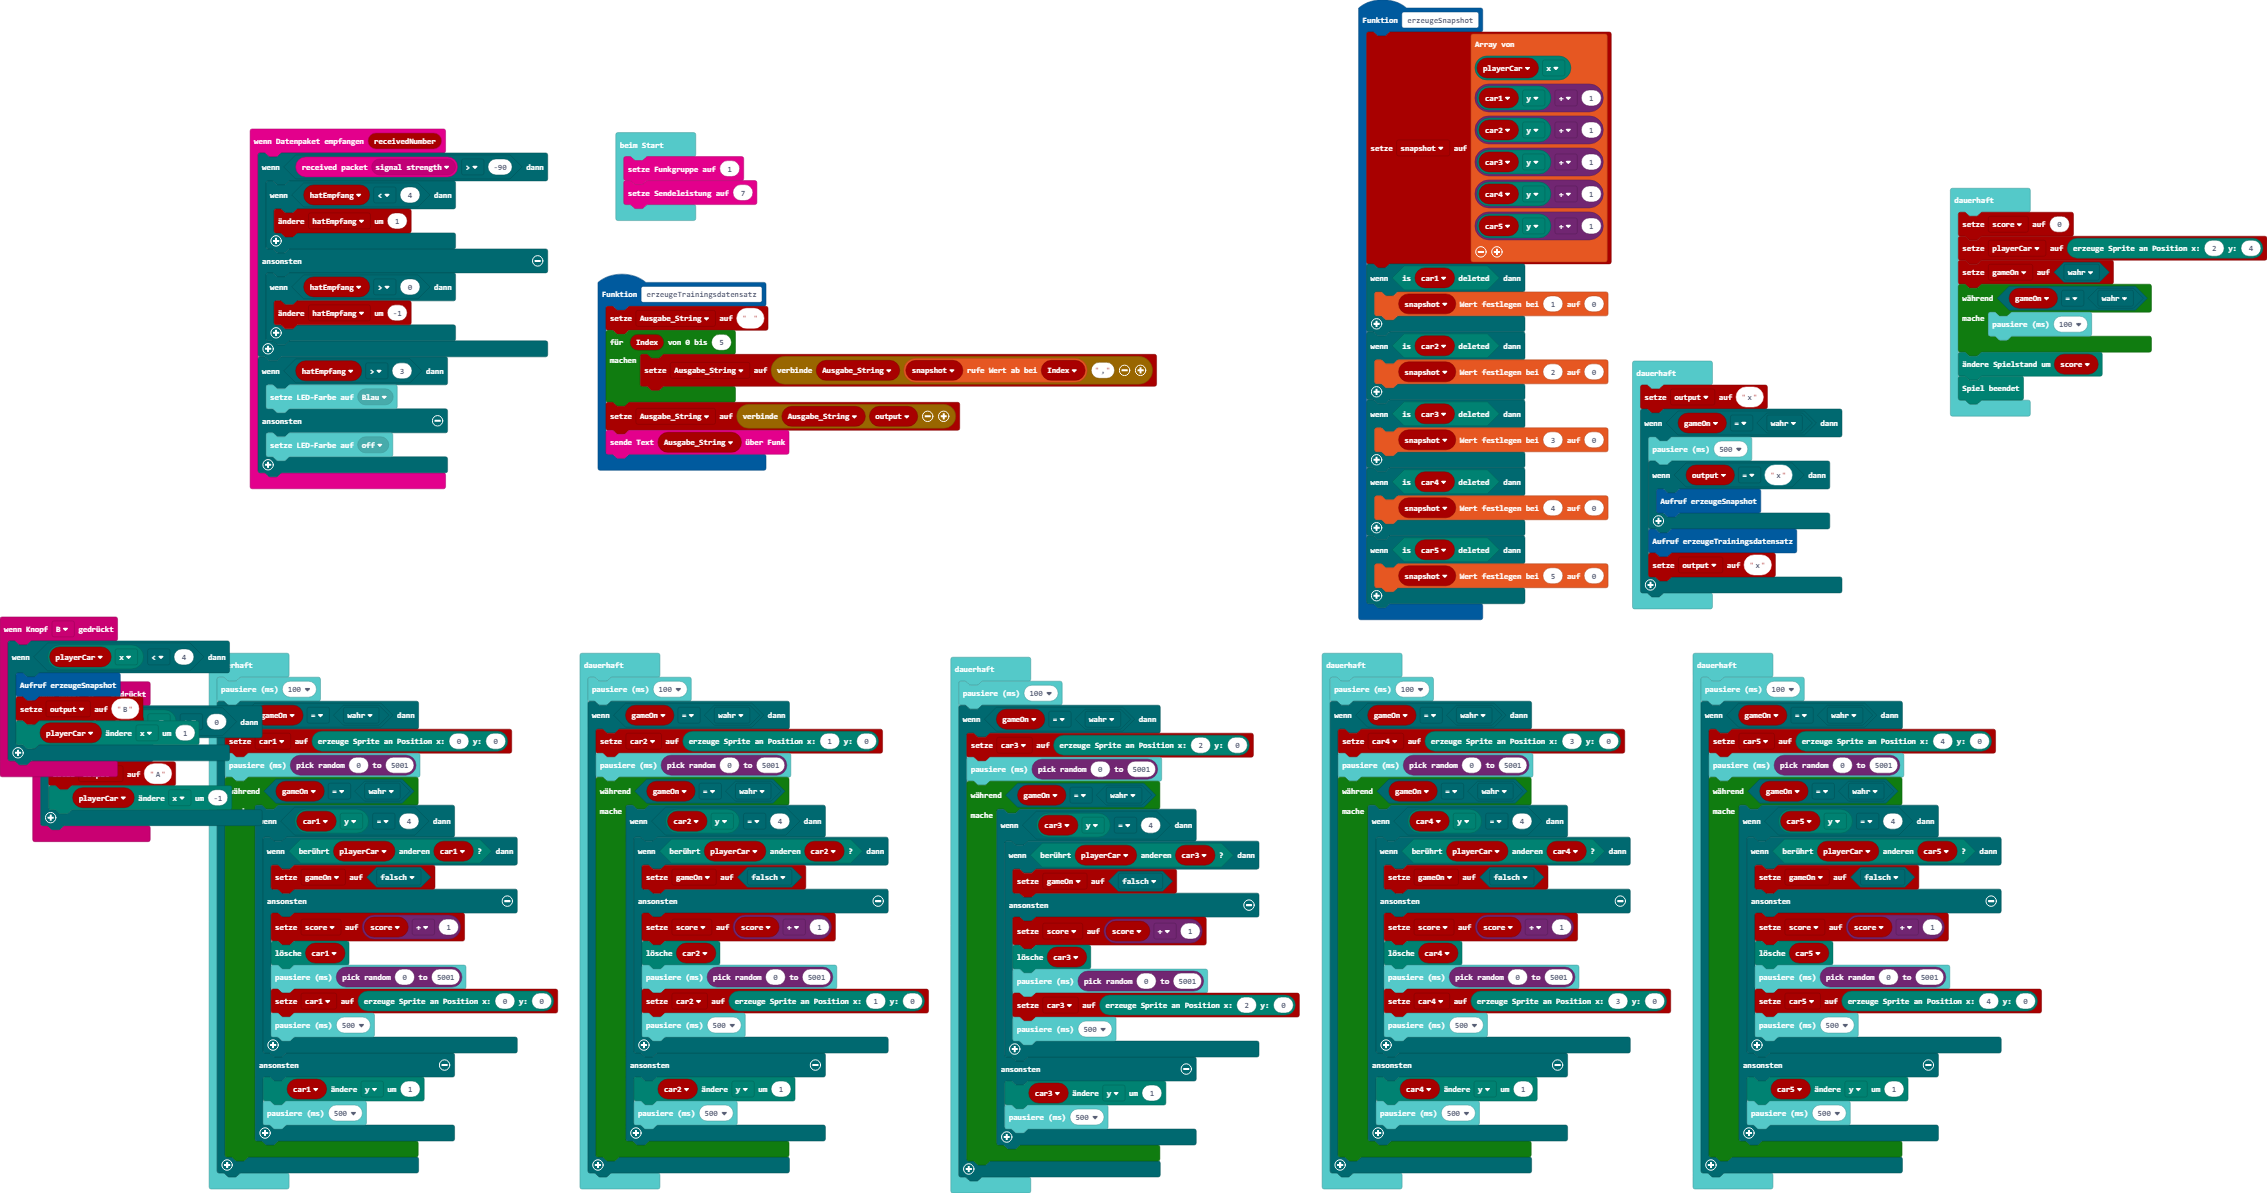 wenn Datenpaket empfangen receivedNumber
wenn received packet signal strength > -90 dann
wenn hatEmpfang < 4 dann
ändere hatEmpfang um 1
ansonsten
wenn hatEmpfang > 0 dann
ändere hatEmpfang um -1
wenn hatEmpfang > 3 dann
setze LED-Farbe auf Blau
ansonsten
setze LED-Farbe auf off
beim Start
setze Funkgruppe auf 1
setze Sendeleistung auf 7
Funktion erzeugeTrainingsdatensatz
setze Ausgabe_String auf " "
für Index von 0 bis 5
machen setze Ausgabe_String auf verbinde Ausgabe_String snapshot rufe Wert ab bei Index ","
setze Ausgabe_String auf verbinde Ausgabe_String output
sende Text Ausgabe_String über Funk
Funktion erzeugeSnapshot
Array von
playerCar x
car1 y + 1
car2 y + 1
setze snapshot auf
car3 y + 1
car4 y + 1
car5 y + 1
wenn is car1 deleted dann
snapshot Wert festlegen bei 1 auf 0
wenn is car2 deleted dann
snapshot Wert festlegen bei 2 auf 0
wenn is car3 deleted dann
snapshot Wert festlegen bei 3 auf 0
wenn is car4 deleted dann
snapshot Wert festlegen bei 4 auf 0
wenn is car5 deleted dann
snapshot Wert festlegen bei 5 auf 0
dauerhaft
setze output auf "x"
wenn gameOn = wahr dann
pausiere (ms) 500
wenn output = "x" dann
Aufruf erzeugeSnapshot
Aufruf erzeugeTrainingsdatensatz
setze output auf "x"
dauerhaft
setze score auf 0
setze playerCar auf erzeuge Sprite an Position x: 2 y: 4
setze gameOn auf wahr
während gameOn = wahr
mache pausiere (ms) 100
ändere Spielstand um score
Spiel beendet
wenn Knopf B gedrückt
wenn playerCar x < 4 dann
Aufruf erzeugeSnapshot
setze output auf "B"
playerCar ändere x um 1
drückt
0 dann
auf "A"
playerCar ändere x um -1
erhaft
pausiere (ms) 100
gameOn = wahr dann
setze car1 auf erzeuge Sprite an Position x: 0 y: 0
pausiere (ms) pick random 0 to 5001
während gameOn = wahr
wenn car1 y = 4 dann
wenn berührt playerCar anderen car1 ? dann
setze gameOn auf falsch
ansonsten
setze score auf score + 1
lösche car1
pausiere (ms) pick random 0 to 5001
setze car1 auf erzeuge Sprite an Position x: 0 y: 0
pausiere (ms) 500
ansonsten
car1 ändere y um 1
pausiere (ms) 500
dauerhaft
pausiere (ms) 100
wenn gameOn = wahr dann
setze car2 auf erzeuge Sprite an Position x: 1 y: 0
pausiere (ms) pick random 0 to 5001
während gameOn = wahr
mache
wenn car2 y = 4 dann
wenn berührt playerCar anderen car2 ? dann
setze gameOn auf falsch
ansonsten
setze score auf score + 1
lösche car2
pausiere (ms) pick random 0 to 5001
setze car2 auf erzeuge Sprite an Position x: 1 y: 0
pausiere (ms) 500
ansonsten
car2 ändere y um 1
pausiere (ms) 500
dauerhaft
pausiere (ms) 100
wenn gameOn = wahr dann
setze car3 auf erzeuge Sprite an Position x: 2 y: 0
pausiere (ms) pick random 0 to 5001
während gameOn = wahr
mache
wenn car3 y = 4 dann
wenn berührt playerCar anderen car3 ? dann
setze gameOn auf falsch
ansonsten
setze score auf score + 1
lösche car3
pausiere (ms) pick random 0 to 5001
setze car3 auf erzeuge Sprite an Position x: 2 y: 0
pausiere (ms) 500
ansonsten
car3 ändere y um 1
pausiere (ms) 500
dauerhaft
pausiere (ms) 100
wenn gameOn = wahr dann
setze car4 auf erzeuge Sprite an Position x: 3 y: 0
pausiere (ms) pick random 0 to 5001
während gameOn = wahr
mache
wenn car4 y = 4 dann
wenn berührt playerCar anderen car4 ? dann
setze gameOn auf falsch
ansonsten
setze score auf score + 1
lösche car4
pausiere (ms) pick random 0 to 5001
setze car4 auf erzeuge Sprite an Position x: 3 y: 0
pausiere (ms) 500
ansonsten
car4 ändere y um 1
pausiere (ms) 500
dauerhaft
pausiere (ms) 100
wenn gameOn = wahr dann
setze car5 auf erzeuge Sprite an Position x: 4 y: 0
pausiere (ms) pick random 0 to 5001
während gameOn = wahr
mache
wenn car5 y = 4 dann
wenn berührt playerCar anderen car5 ? dann
setze gameOn auf falsch
ansonsten
setze score auf score + 1
lösche car5
pausiere (ms) pick random 0 to 5001
setze car5 auf erzeuge Sprite an Position x: 4 y: 0
pausiere (ms) 500
ansonsten
car5 ändere y um 1
pausiere (ms) 500